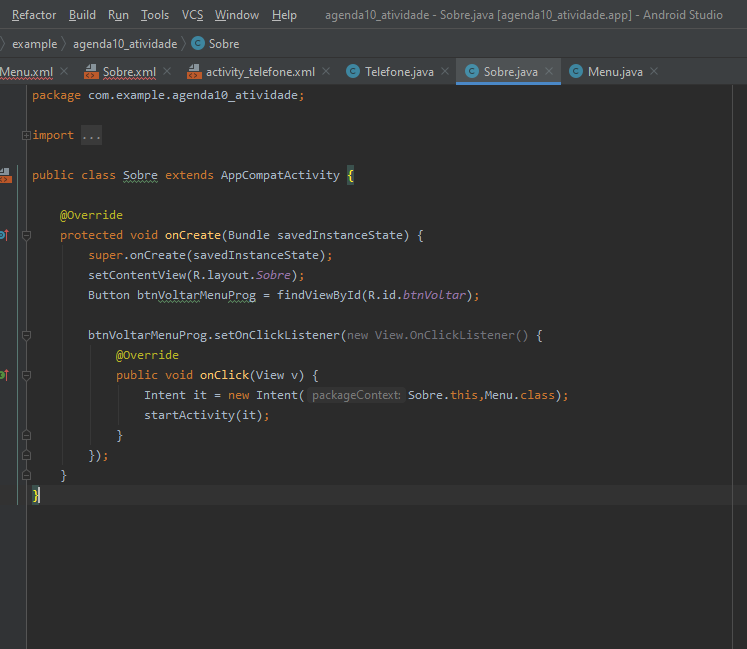 Refactor Build Run Tools VCS Window Help agenda10_atividade - Sobre.java [agenda10_atividade.app] - Android Studio
example agenda10_atividade Sobre
Menu.xml Sobre.xml activity_telefone.xml Telefone.java Sobre.java Menu.java
package com.example.agenda10_atividade;
import ...
public class Sobre extends AppCompatActivity {
@Override
protected void onCreate(Bundle savedInstanceState) {
super.onCreate(savedInstanceState);
setContentView(R.layout.Sobre);
Button btnVoltarMenuProg = findViewById(R.id.btnVoltar);
btnVoltarMenuProg.setOnClickListener(new View.OnClickListener() {
@Override
public void onClick(View v) {
Intent it = new Intent( packageContext: Sobre.this,Menu.class);
startActivity(it);
}
});
}
}